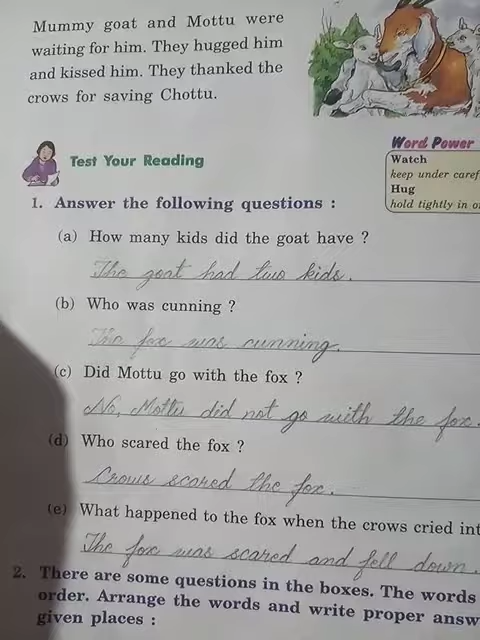 Mummy goat and Mottu were
waiting for him. They hugged him
and kissed him. They thanked the
crows for saving Chottu.
Word Power
Watch
keep under
Hug
hold tightly in
Test Your Reading
1. Answer the following questions :
(a) How many kids did the goat have ?
The goat had two kids.
(b) Who was cunning ?
The fox was cunning.
(c) Did Mottu go with the fox ?
No, Mottu did not go with the fox.
(d) Who scared the fox ?
Crows scared the fox.
(e) What happened to the fox when the crows cried
The fox was scared and fell down.
2. There are some questions in the boxes. The words
order. Arrange the words and write proper
given places :